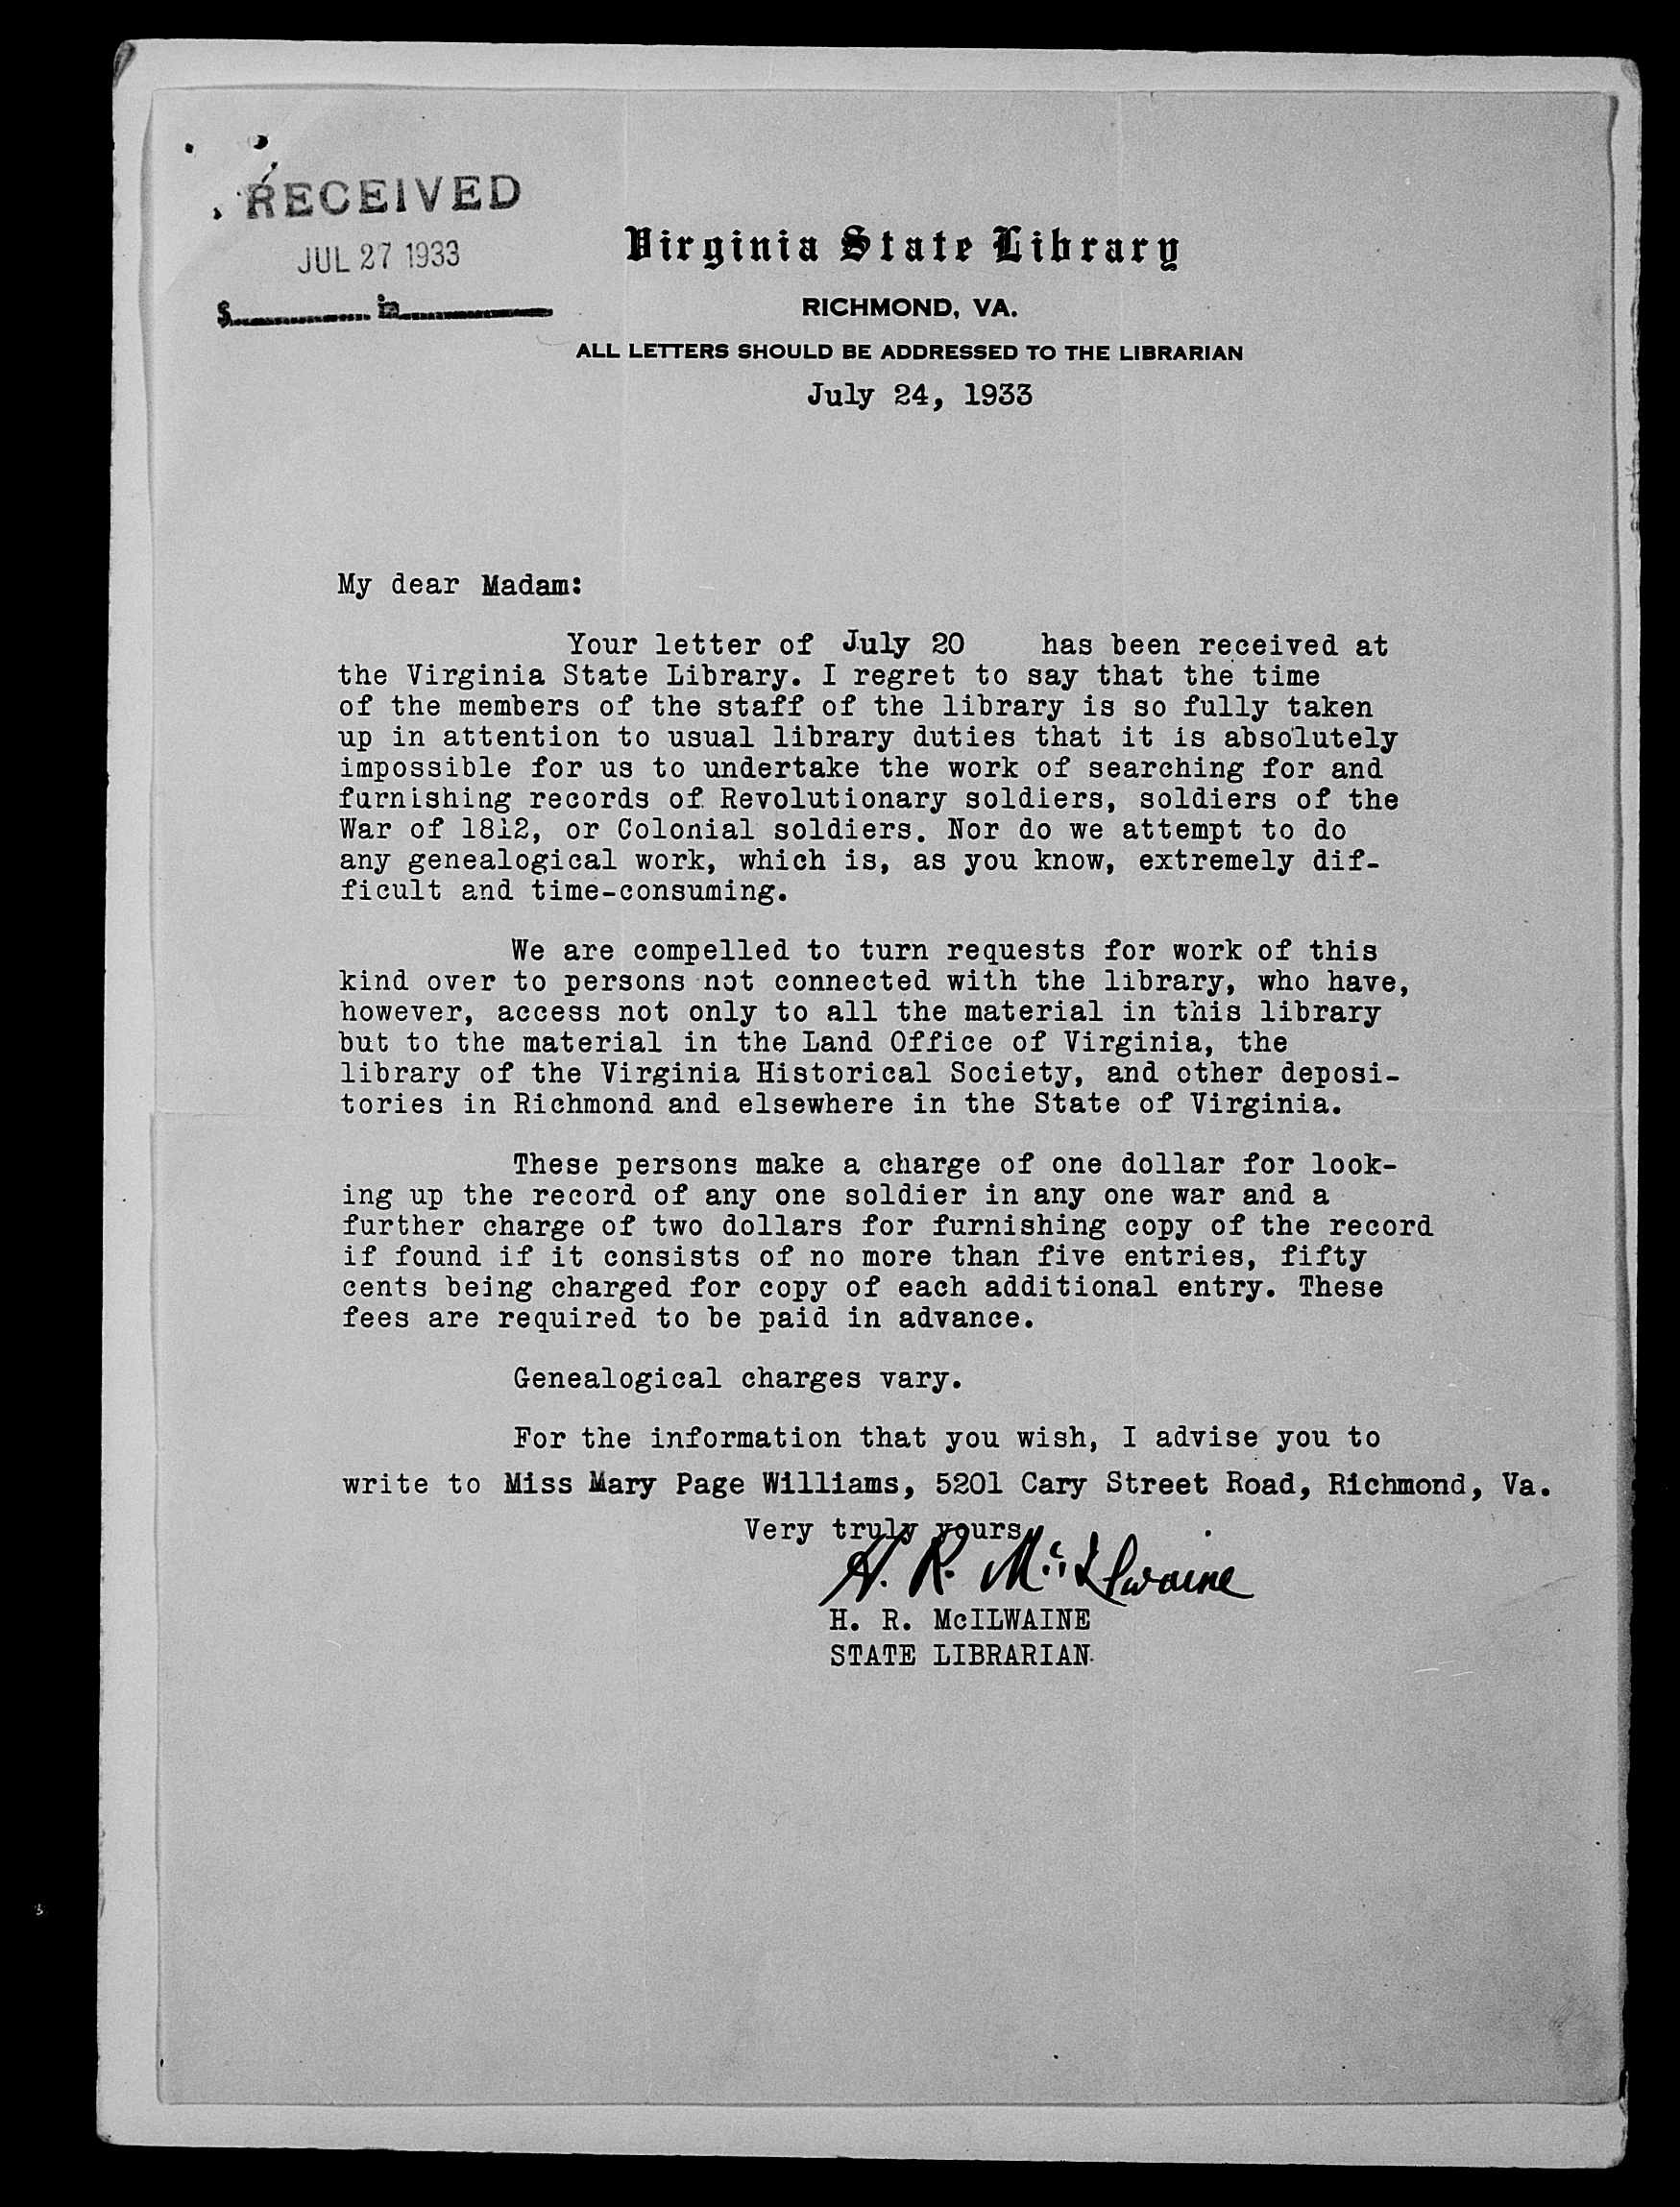 RECEIVED
JUL 27 1933
$ in
Virginia State Library
RICHMOND, VA.
ALL LETTERS SHOULD BE ADDRESSED TO THE LIBRARIAN
July 24, 1933
My dear Madam:
Your letter of July 20 has been received at
the Virginia State Library. I regret to say that the time
of the members of the staff of the library is so fully taken
up in attention to usual library duties that it is absolutely
impossible for us to undertake the work of searching for and
furnishing records of Revolutionary soldiers, soldiers of the
War of 1812, or Colonial soldiers. Nor do we attempt to do
any genealogical work, which is, as you know, extremely dif-
ficult and time-consuming.
We are compelled to turn requests for work of this
kind over to persons not connected with the library, who have,
however, access not only to all the material in this library
but to the material in the Land Office of Virginia, the
library of the Virginia Historical Society, and other deposi-
tories in Richmond and elsewhere in the State of Virginia.
These persons make a charge of one dollar for look-
ing up the record of any one soldier in any one war and a
further charge of two dollars for furnishing copy of the record
if found if it consists of no more than five entries, fifty
cents being charged for copy of each additional entry. These
fees are required to be paid in advance.
Genealogical charges vary.
For the information that you wish, I advise you to
write to Miss Mary Page Williams, 5201 Cary Street Road, Richmond, Va.
Very truly yours,
H. R. McIlwaine
H. R. McILWAINE
STATE LIBRARIAN.